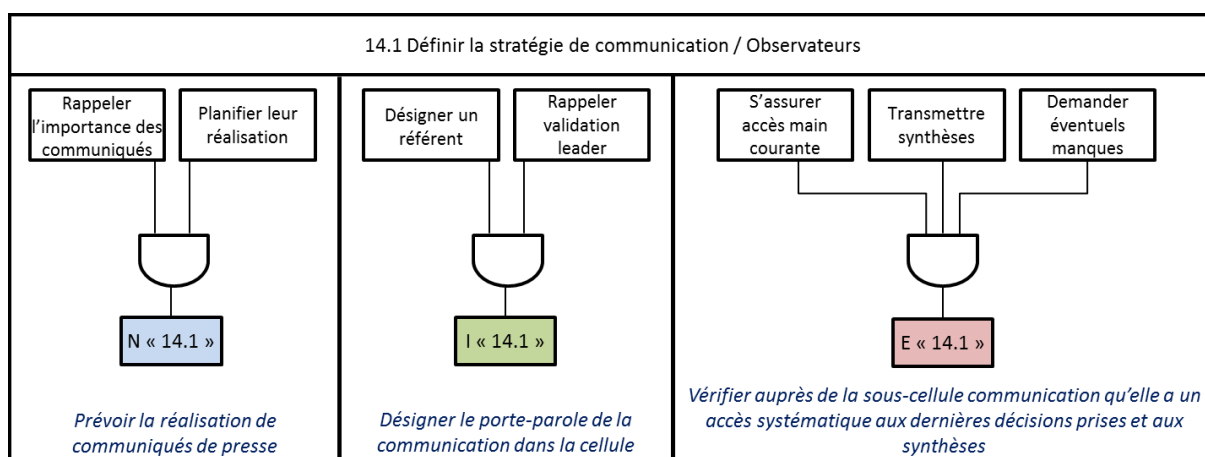 14.1 Définir la stratégie de communication / Observateurs
Rappeler
l’importance des
communiqués
Planifier leur
réalisation
N « 14.1 »
Prévoir la réalisation de
communiqués de presse
Désigner un
référent
Rappeler
validation
leader
I « 14.1 »
Désigner le porte-parole de la
communication dans la cellule
S’assurer
accès main
courante
Transmettre
synthèses
Demander
éventuels
manques
E « 14.1 »
Vérifier auprès de la sous-cellule communication qu’elle a un
accès systématique aux dernières décisions prises et aux
synthèses